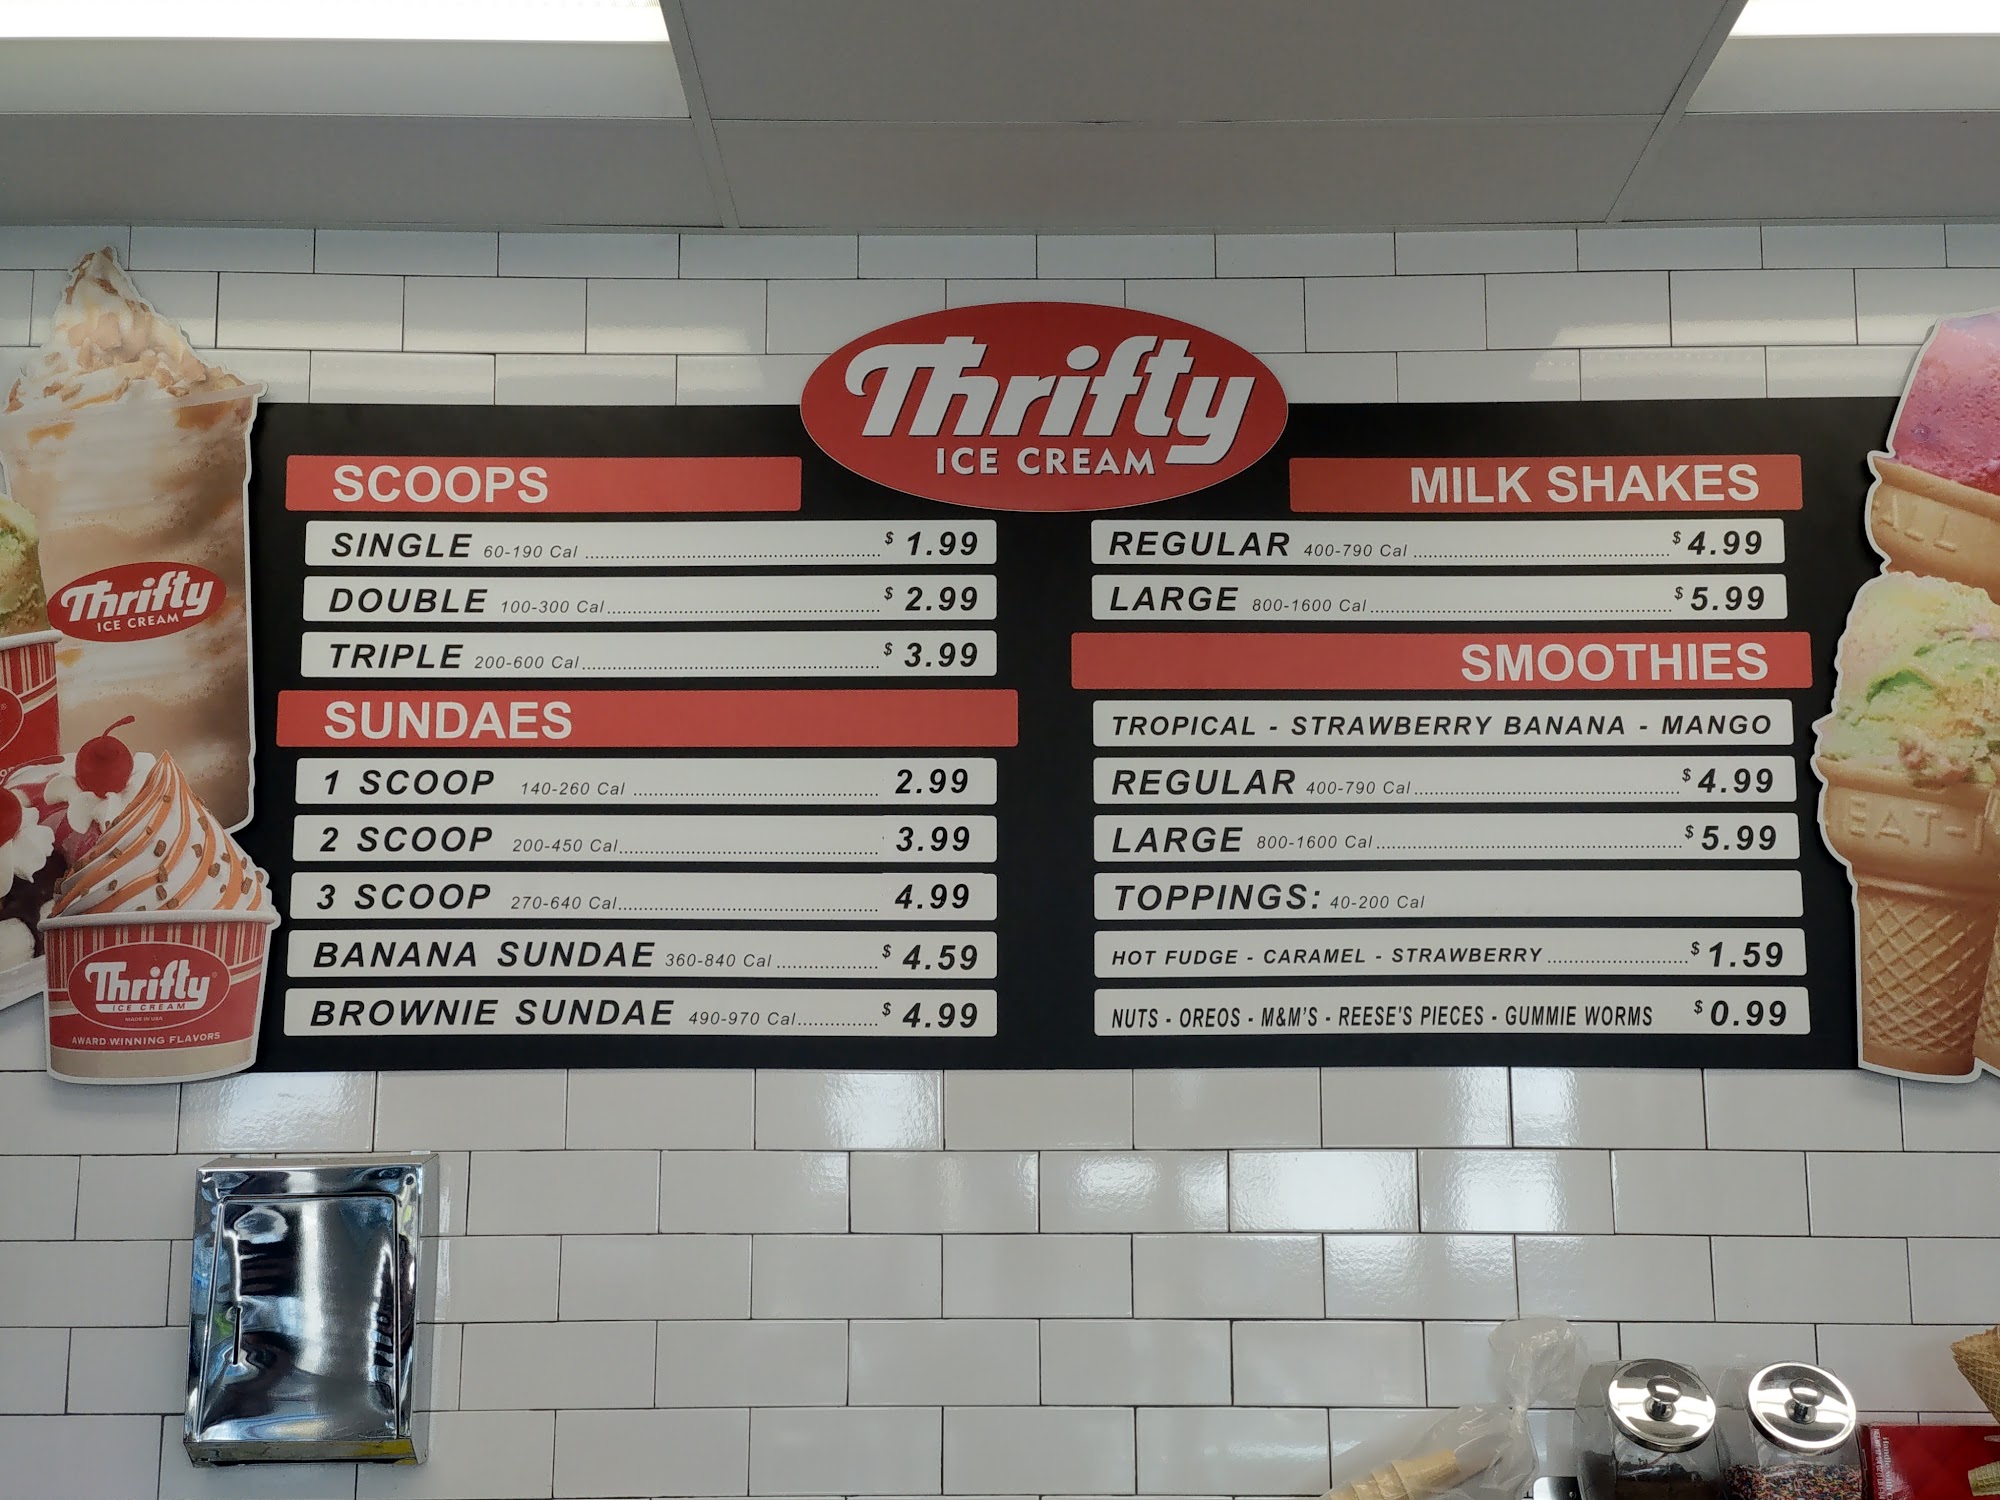 Thrifty
ICE CREAM
SCOOPS
SINGLE 60-190 Cal $ 1.99
DOUBLE 100-300 Cal $ 2.99
TRIPLE 200-600 Cal $ 3.99
SUNDAES
1 SCOOP 140-260 Cal 2.99
2 SCOOP 200-450 Cal 3.99
3 SCOOP 270-640 Cal 4.99
BANANA SUNDAE 360-840 Cal $ 4.59
BROWNIE SUNDAE 490-970 Cal $ 4.99
MILK SHAKES
REGULAR 400-790 Cal $ 4.99
LARGE 800-1600 Cal $ 5.99
SMOOTHIES
TROPICAL - STRAWBERRY BANANA - MANGO
REGULAR 400-790 Cal $ 4.99
LARGE 800-1600 Cal $ 5.99
TOPPINGS: 40-200 Cal
HOT FUDGE - CARAMEL - STRAWBERRY $ 1.59
NUTS - OREOS - M&M'S - REESE'S PIECES - GUMMIE WORMS $ 0.99
Thrifty
ICE CREAM
Thrifty
ICE CREAM
MADE IN USA
AWARD WINNING FLAVORS
ALL
EAT-